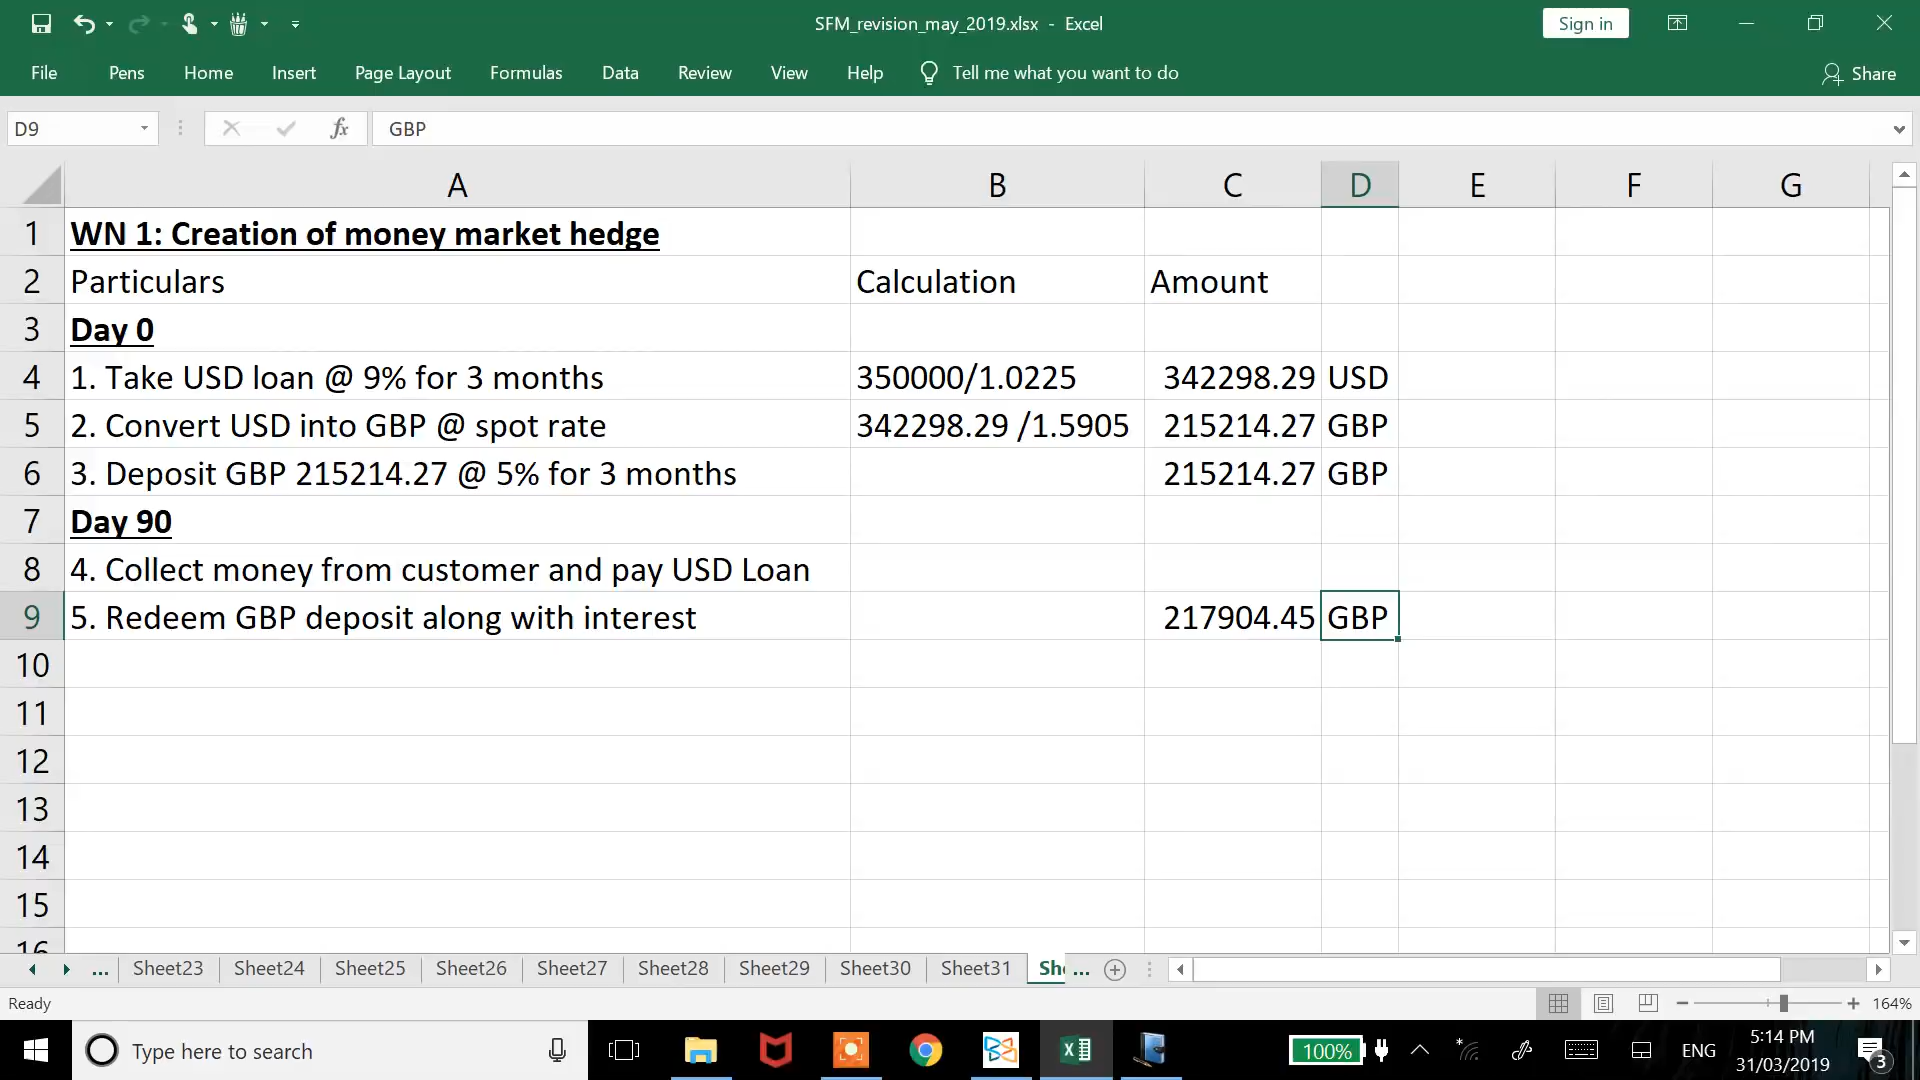 SFM_revision_may_2019.xlsx - Excel
Sign in
File Pens Home Insert Page Layout Formulas Data Review View Help Tell me what you want to do Share
D9 fx GBP
A B C D E F G
1 WN 1: Creation of money market hedge
2 Particulars Calculation Amount
3 Day 0
4 1. Take USD loan @ 9% for 3 months 350000/1.0225 342298.29 USD
5 2. Convert USD into GBP @ spot rate 342298.29 /1.5905 215214.27 GBP
6 3. Deposit GBP 215214.27 @ 5% for 3 months 215214.27 GBP
7 Day 90
8 4. Collect money from customer and pay USD Loan
9 5. Redeem GBP deposit along with interest 217904.45 GBP
10
11
12
13
14
15
16
... Sheet23 Sheet24 Sheet25 Sheet26 Sheet27 Sheet28 Sheet29 Sheet30 Sheet31 She ...
Ready 164%
Type here to search 100% ENG 5:14 PM 3
31/03/2019